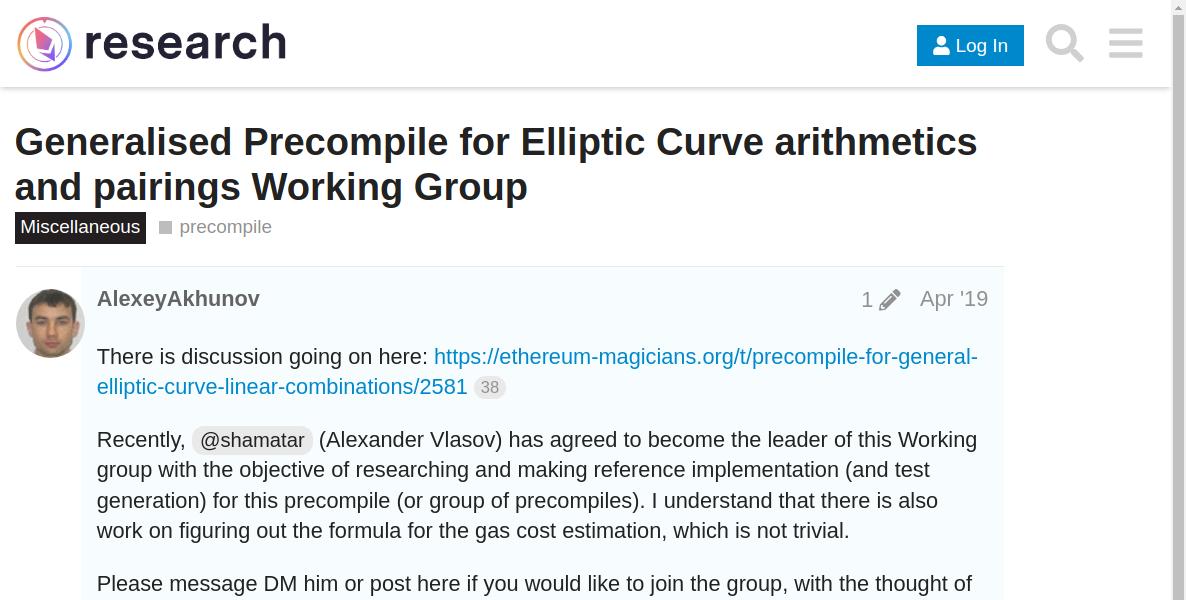 research
Log In
Generalised Precompile for Elliptic Curve arithmetics
and pairings Working Group
Miscellaneous precompile
AlexeyAkhunov 1 Apr '19
There is discussion going on here: https://ethereum-magicians.org/t/precompile-for-general-
elliptic-curve-linear-combinations/2581 38
Recently, @shamatar (Alexander Vlasov) has agreed to become the leader of this Working
group with the objective of researching and making reference implementation (and test
generation) for this precompile (or group of precompiles). I understand that there is also
work on figuring out the formula for the gas cost estimation, which is not trivial.
Please message DM him or post here if you would like to join the group, with the thought of